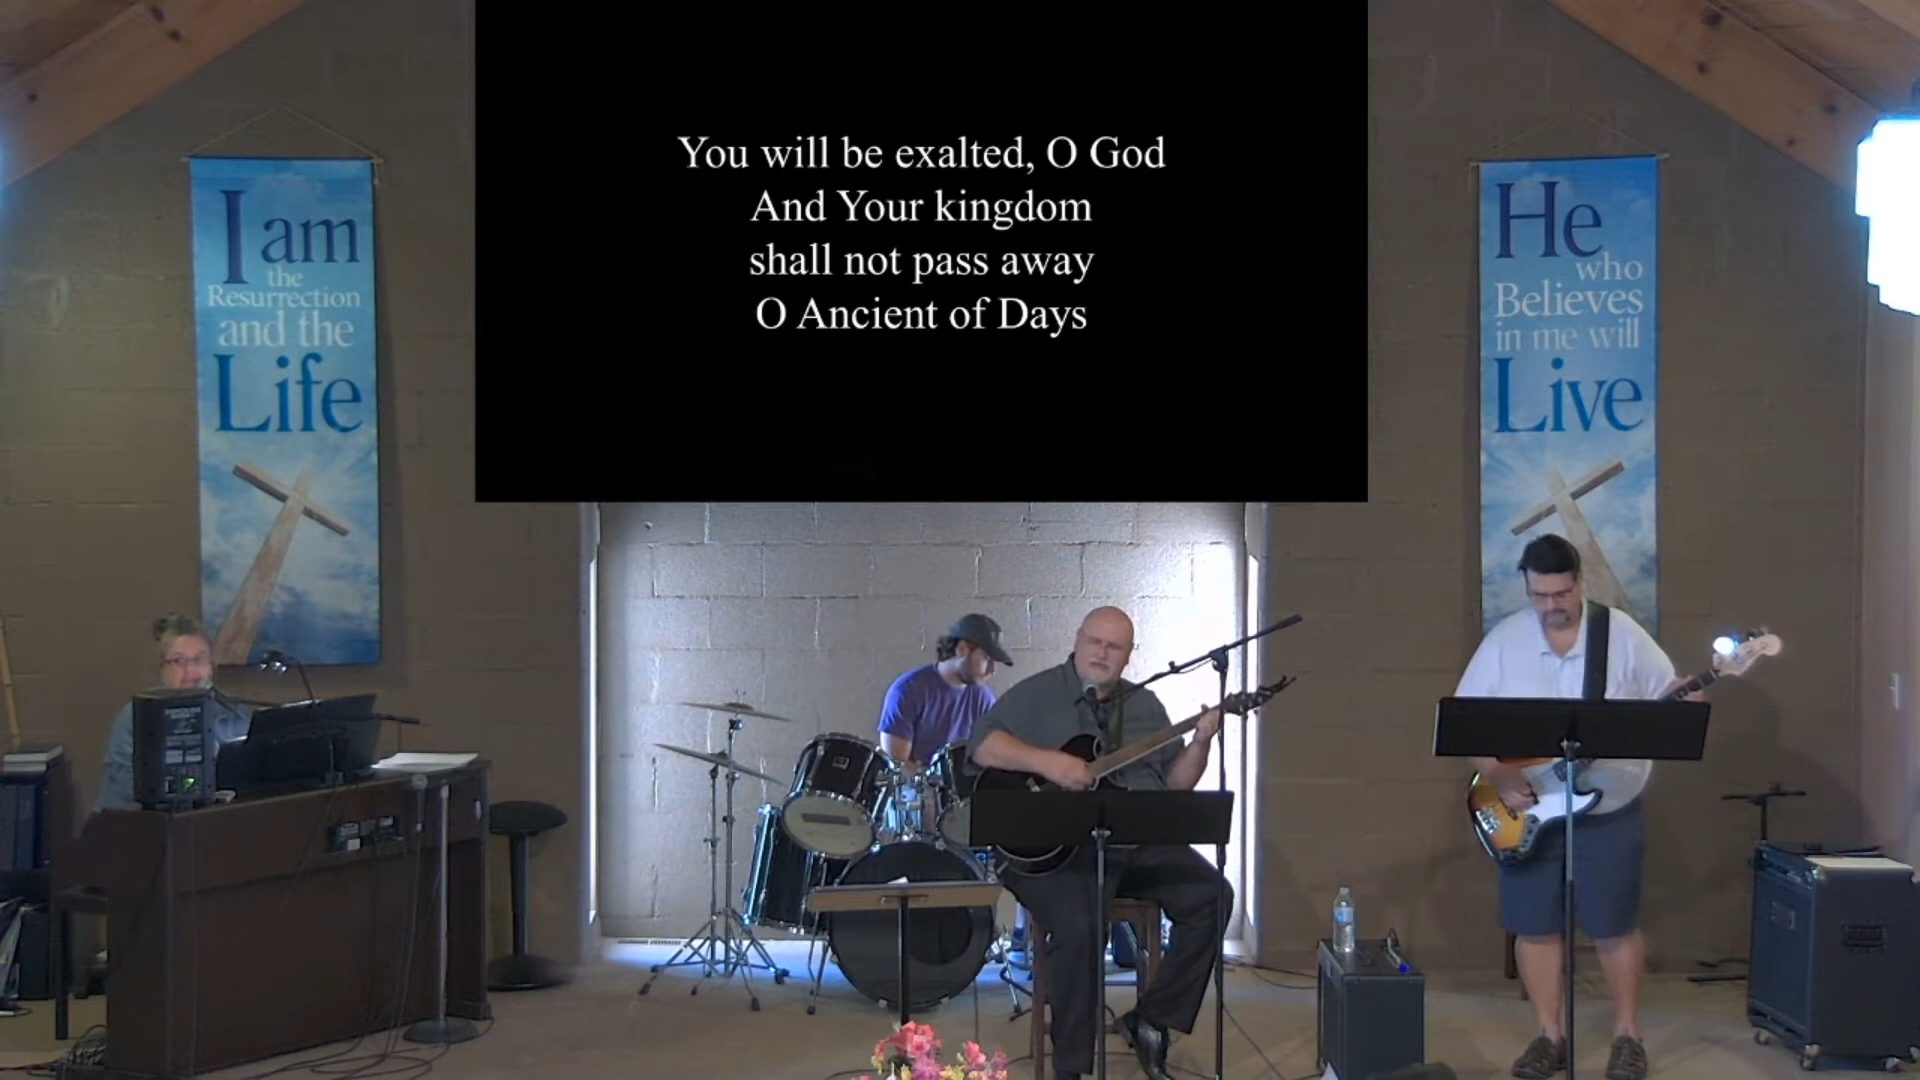 You will be exalted, O God
And Your kingdom
shall not pass away
O Ancient of Days
I am
the
Resurrection
and the
Life
He
who
Believes
in me will
Live